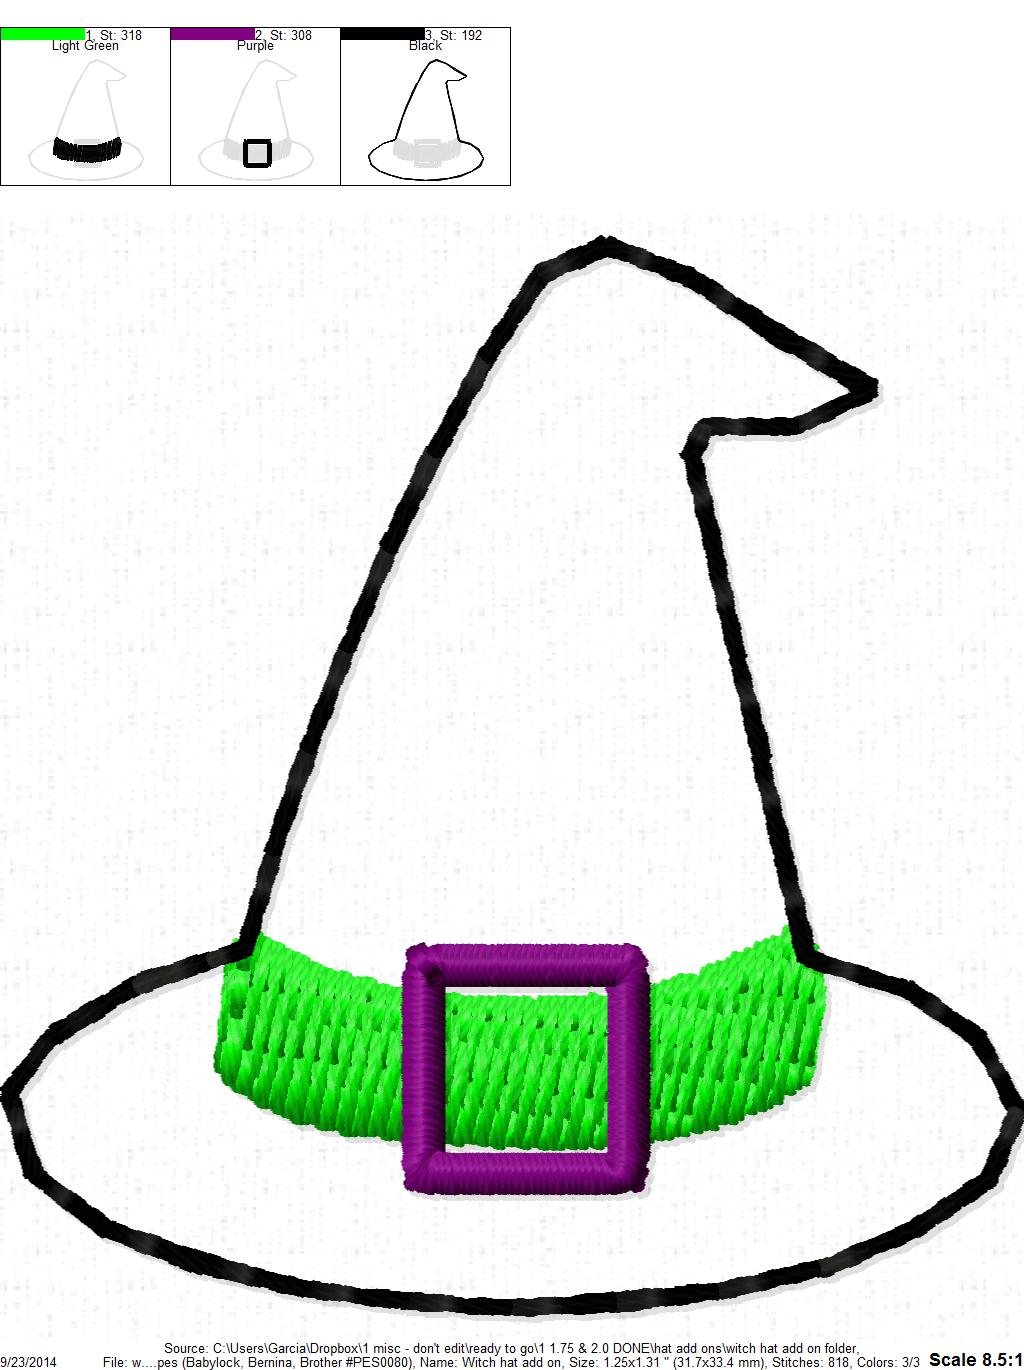 1, St: 318
Light Green
2, St: 308
Purple
3, St: 192
Black
Source: C:\Users\Garcia\Dropbox\1 misc - don't edit\ready to go\1 1.75 & 2.0 DONE\hat add ons\witch hat add on folder,
9/23/2014 File: w....pes (Babylock, Bernina, Brother #PES0080), Name: Witch hat add on, Size: 1.25x1.31 " (31.7x33.4 mm), Stitches: 818, Colors: 3/3 Scale 8.5:1